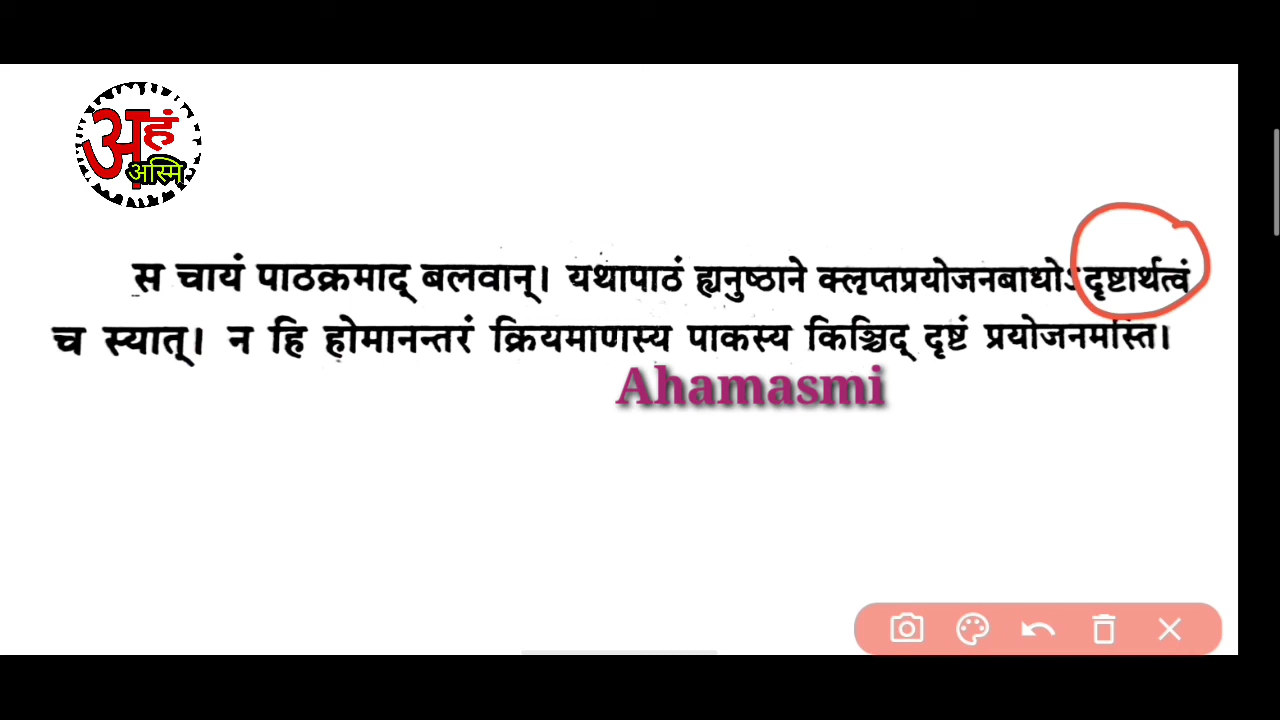 अहं
अस्मि
स चायं पाठक्रमाद् बलवान्। यथापाठं ह्यनुष्ठाने क्लृप्तप्रयोजनबाधोऽदृष्टार्थत्वं
च स्यात्। न हि होमानन्तरं क्रियमाणस्य पाकस्य किञ्चिद् दृष्टं प्रयोजनमस्ति।
Ahamasmi